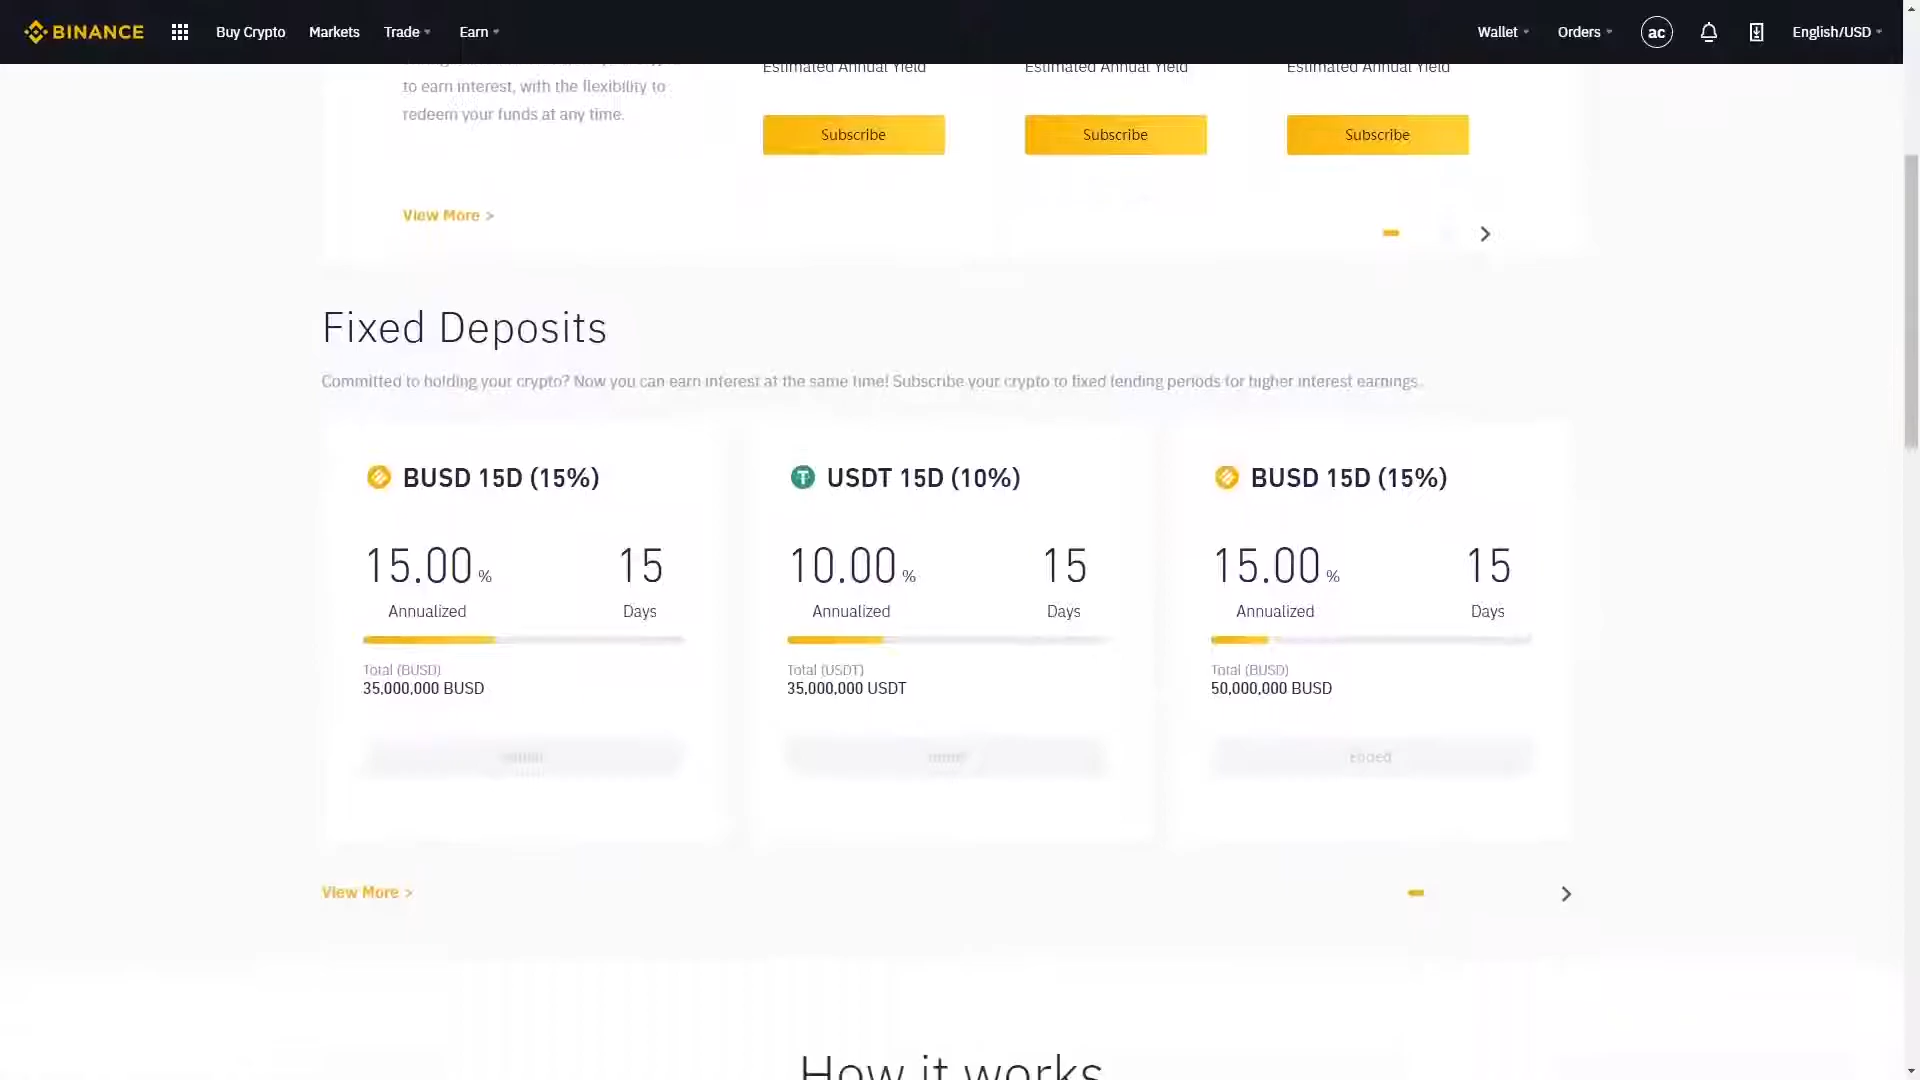 BINANCE
Buy Crypto
Markets
Trade
Earn
Wallet
Orders
ac
English/USD
to earn interest, with the flexibility to
redeem your funds at any time.
Estimated Annual Yield
Estimated Annual Yield
Estimated Annual Yield
Subscribe
Subscribe
Subscribe
View More >
Fixed Deposits
Committed to holding your crypto? Now you can earn interest at the same time! Subscribe your crypto to fixed lending periods for higher interest earnings.
BUSD 15D (15%)
15.00 %
15
Annualized
Days
Total (BUSD)
35,000,000 BUSD
USDT 15D (10%)
10.00 %
15
Annualized
Days
Total (USDT)
35,000,000 USDT
BUSD 15D (15%)
15.00 %
15
Annualized
Days
Total (BUSD)
50,000,000 BUSD
View More >
How it works